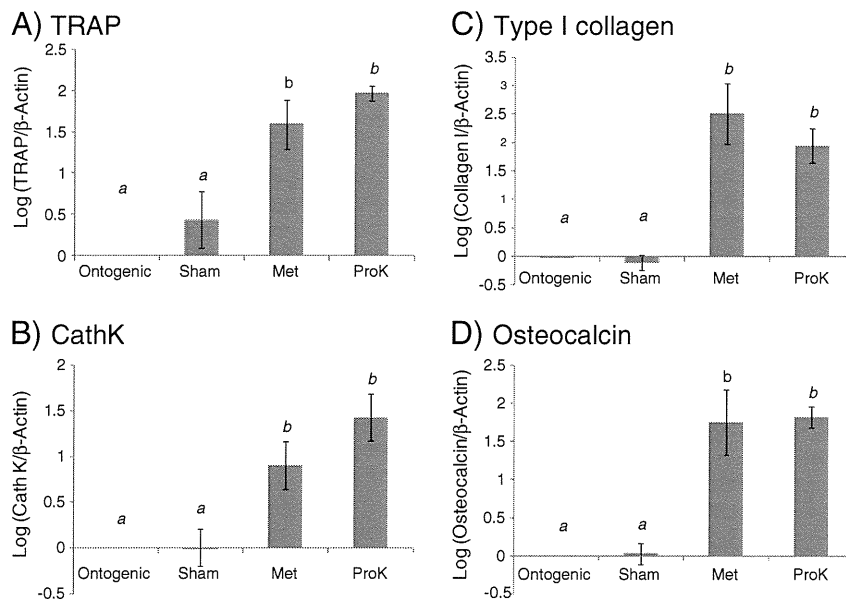 A) TRAP
Log (TRAP/β-Actin)
2.5
2
1.5
1
0.5
0
a
a
b
b
Ontogenic Sham Met ProK
B) CathK
Log (Cath K/β-Actin)
2
1.5
1
0.5
0
-0.5
a
a
b
b
Ontogenic Sham Met ProK
C) Type I collagen
Log (Collagen I/β-Actin)
3.5
3
2.5
2
1.5
1
0.5
0
-0.5
a
a
b
b
Ontogenic Sham Met ProK
D) Osteocalcin
Log (Osteocalcin/β-Actin)
2.5
2
1.5
1
0.5
0
-0.5
a
a
b
b
Ontogenic Sham Met ProK